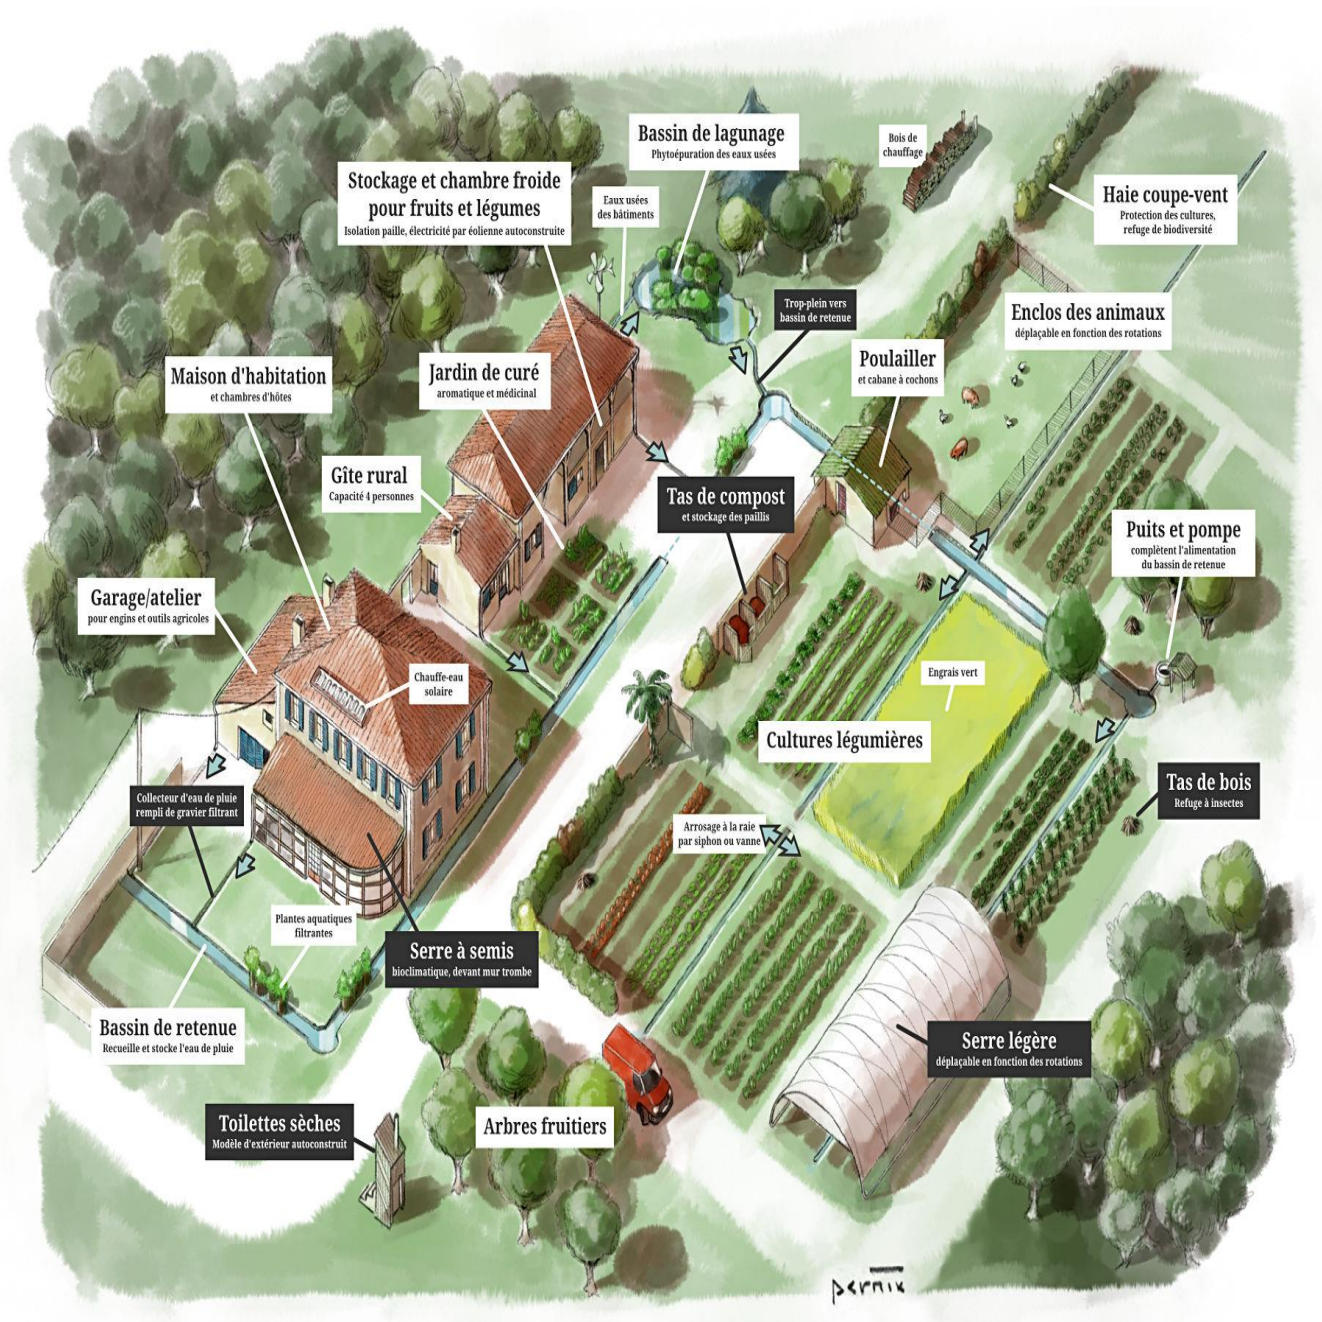 Bassin de lagunage
Phytoépuration des eaux usées
Bois de
chauffage
Stockage et chambre froide
pour fruits et légumes
Isolation paille, électricité par éolienne autoconstruite
Eaux usées
des bâtiments
Haie coupe-vent
Protection des cultures,
refuge de biodiversité
Trop-plein vers
bassin de retenue
Enclos des animaux
déplaçable en fonction des rotations
Poulailler
et cabane à cochons
Maison d'habitation
et chambres d'hôtes
Jardin de curé
aromatique et médicinal
Gîte rural
Capacité 4 personnes
Tas de compost
et stockage des paillis
Puits et pompe
complètent l'alimentation
du bassin de retenue
Garage/atelier
pour engins et outils agricoles
Chauffe-eau
solaire
Engrais vert
Cultures légumières
Collecteur d'eau de pluie
rempli de gravier filtrant
Tas de bois
Refuge à insectes
Arrosage à la raie
par siphon ou vanne
Plantes aquatiques
filtrantes
Serre à semis
bioclimatique, devant mur trombe
Bassin de retenue
Recueille et stocke l'eau de pluie
Serre légère
déplaçable en fonction des rotations
Toilettes sèches
Modèle d'extérieur autoconstruit
Arbres fruitiers
pernix